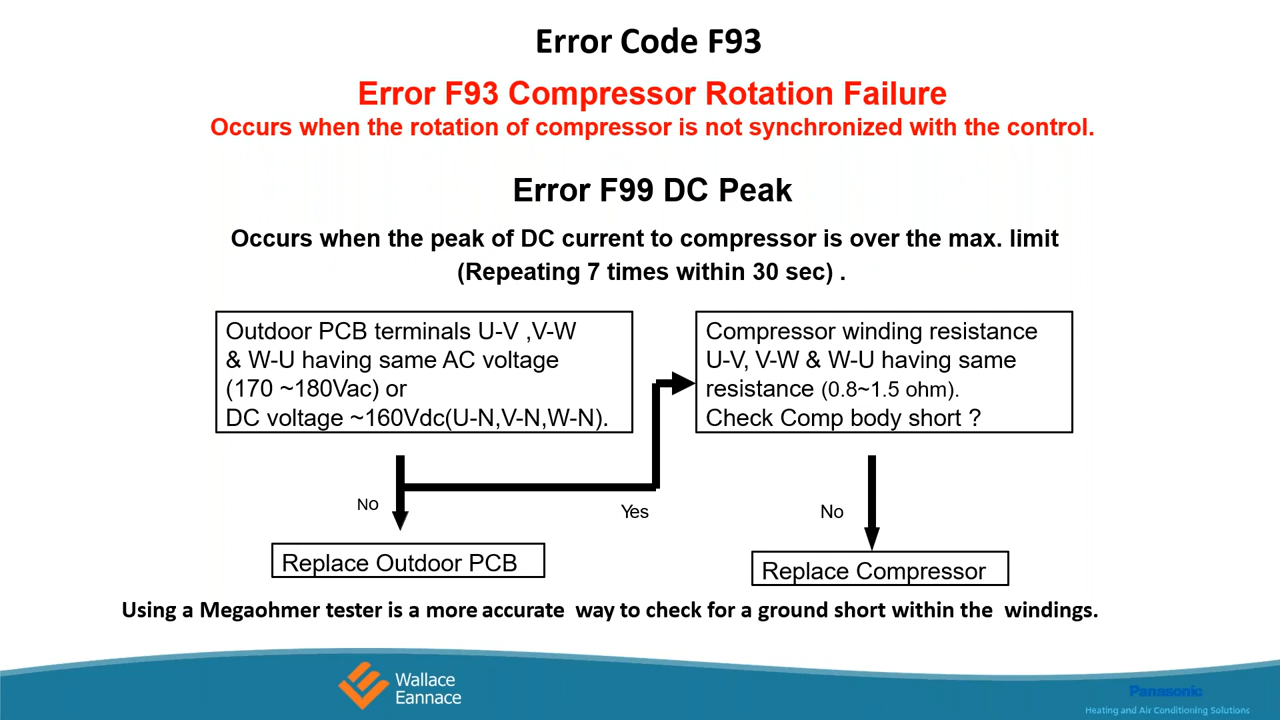 Error Code F93
Error F93 Compressor Rotation Failure
Occurs when the rotation of compressor is not synchronized with the control.
Error F99 DC Peak
Occurs when the peak of DC current to compressor is over the max. limit
(Repeating 7 times within 30 sec) .
Outdoor PCB terminals U-V ,V-W
& W-U having same AC voltage
(170 ~180Vac) or
DC voltage ~160Vdc(U-N,V-N,W-N).
Compressor winding resistance
U-V, V-W & W-U having same
resistance (0.8~1.5 ohm).
Check Comp body short ?
No
Yes
No
Replace Outdoor PCB
Replace Compressor
Using a Megaohmer tester is a more accurate way to check for a ground short within the windings.
Wallace
Eannace
Panasonic
Heating and Air Conditioning Solutions